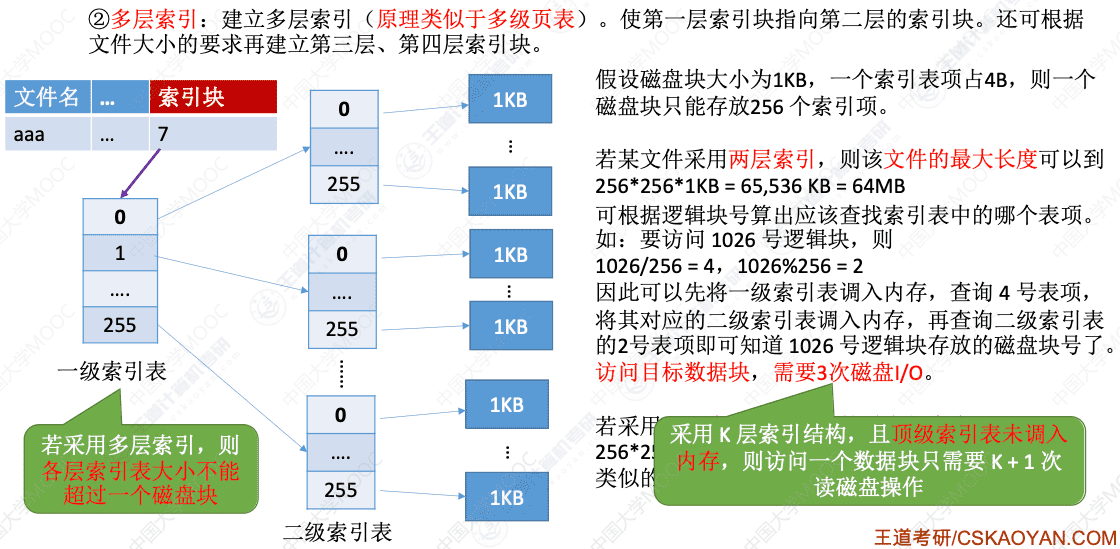 ②多层索引：建立多层索引（原理类似于多级页表）。使第一层索引块指向第二层的索引块。还可根据
文件大小的要求再建立第三层、第四层索引块。
文件名 ... 索引块
aaa ... 7
0
1
....
255
一级索引表
若采用多层索引，则
各层索引表大小不能
超过一个磁盘块
0
....
255
0
....
255
0
....
255
二级索引表
1KB
1KB
1KB
1KB
1KB
1KB
假设磁盘块大小为1KB，一个索引表项占4B，则一个
磁盘块只能存放256 个索引项。
若某文件采用两层索引，则该文件的最大长度可以到
256*256*1KB = 65,536 KB = 64MB
可根据逻辑块号算出应该查找索引表中的哪个表项。
如：要访问 1026 号逻辑块，则
1026/256 = 4，1026%256 = 2
因此可以先将一级索引表调入内存，查询 4 号表项，
将其对应的二级索引表调入内存，再查询二级索引表
的2号表项即可知道 1026 号逻辑块存放的磁盘块号了。
访问目标数据块，需要3次磁盘I/O。
若采用
256*2
类似的
采用 K 层索引结构，且顶级索引表未调入
内存，则访问一个数据块只需要 K + 1 次
读磁盘操作
王道考研/CSKAOYAN.COM